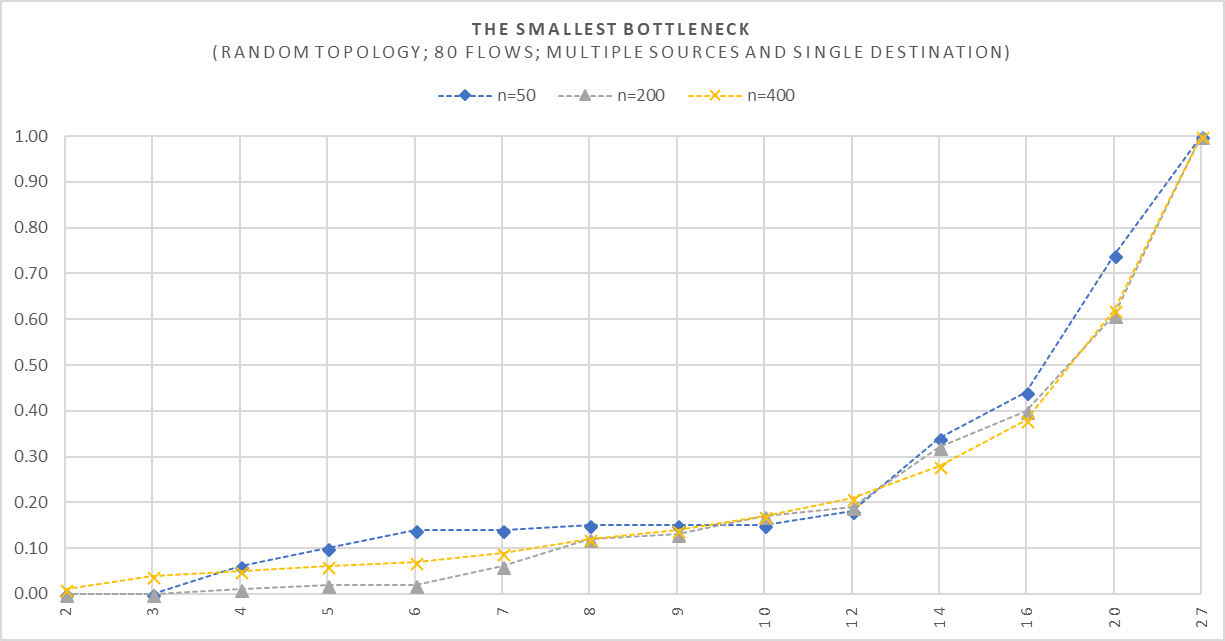 THE SMALLEST BOTTLENECK
(RANDOM TOPOLOGY; 80 FLOWS; MULTIPLE SOURCES AND SINGLE DESTINATION)
n=50 n=200 n=400
1.00
0.90
0.80
0.70
0.60
0.50
0.40
0.30
0.20
0.10
0.00
2 3 4 5 6 7 8 9 10 12 14 16 20 27